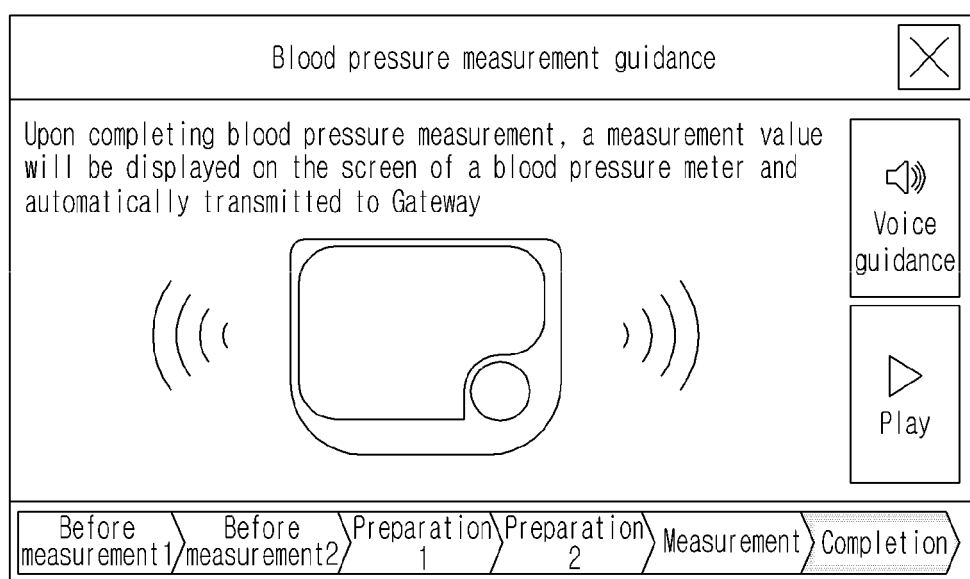 Blood pressure measurement guidance
Upon completing blood pressure measurement, a measurement value
will be displayed on the screen of a blood pressure meter and
automatically transmitted to Gateway
Voice
guidance
Play
Before
measurement1
Before
measurement2
Preparation
1
Preparation
2
Measurement
Completion